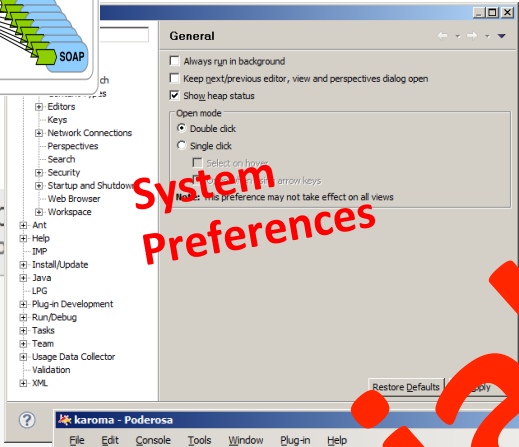 SOAP
General
Always run in background
Keep next/previous editor, view and perspectives dialog open
Show heap status
Open mode
Double click
Single click
Select on hover
arrow keys
Note: This preference may not take effect on all views
Editors
Keys
Network Connections
Perspectives
Search
Security
Startup and Shutdown
Web Browser
Workspace
Ant
Help
IMP
Install/Update
Java
LPG
Plug-in Development
Run/Debug
Tasks
Team
Usage Data Collector
Validation
XML
System
Preferences
Restore Defaults
karoma - Poderosa
File Edit Console Tools Window Plug-in Help